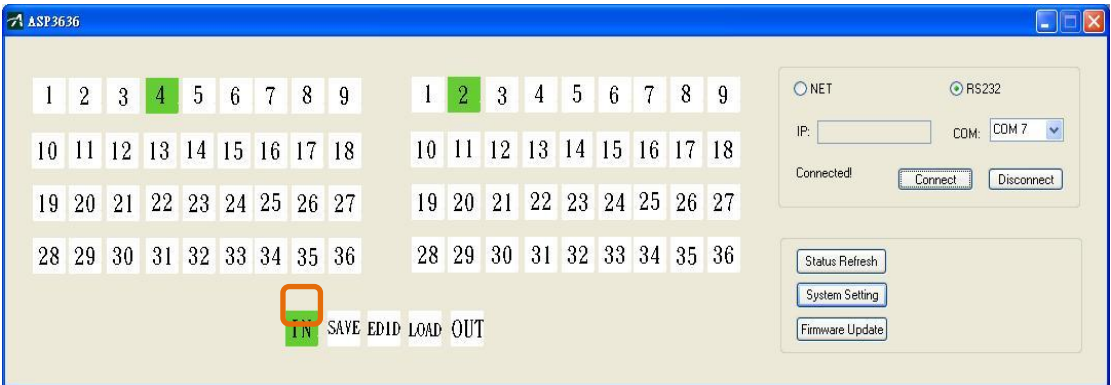 ASP3636
1 2 3 4 5 6 7 8 9
10 11 12 13 14 15 16 17 18
19 20 21 22 23 24 25 26 27
28 29 30 31 32 33 34 35 36
1 2 3 4 5 6 7 8 9
10 11 12 13 14 15 16 17 18
19 20 21 22 23 24 25 26 27
28 29 30 31 32 33 34 35 36
IN SAVE EDID LOAD OUT
NET RS232
IP: COM: COM 7
Connected! Connect Disconnect
Status Refresh
System Setting
Firmware Update